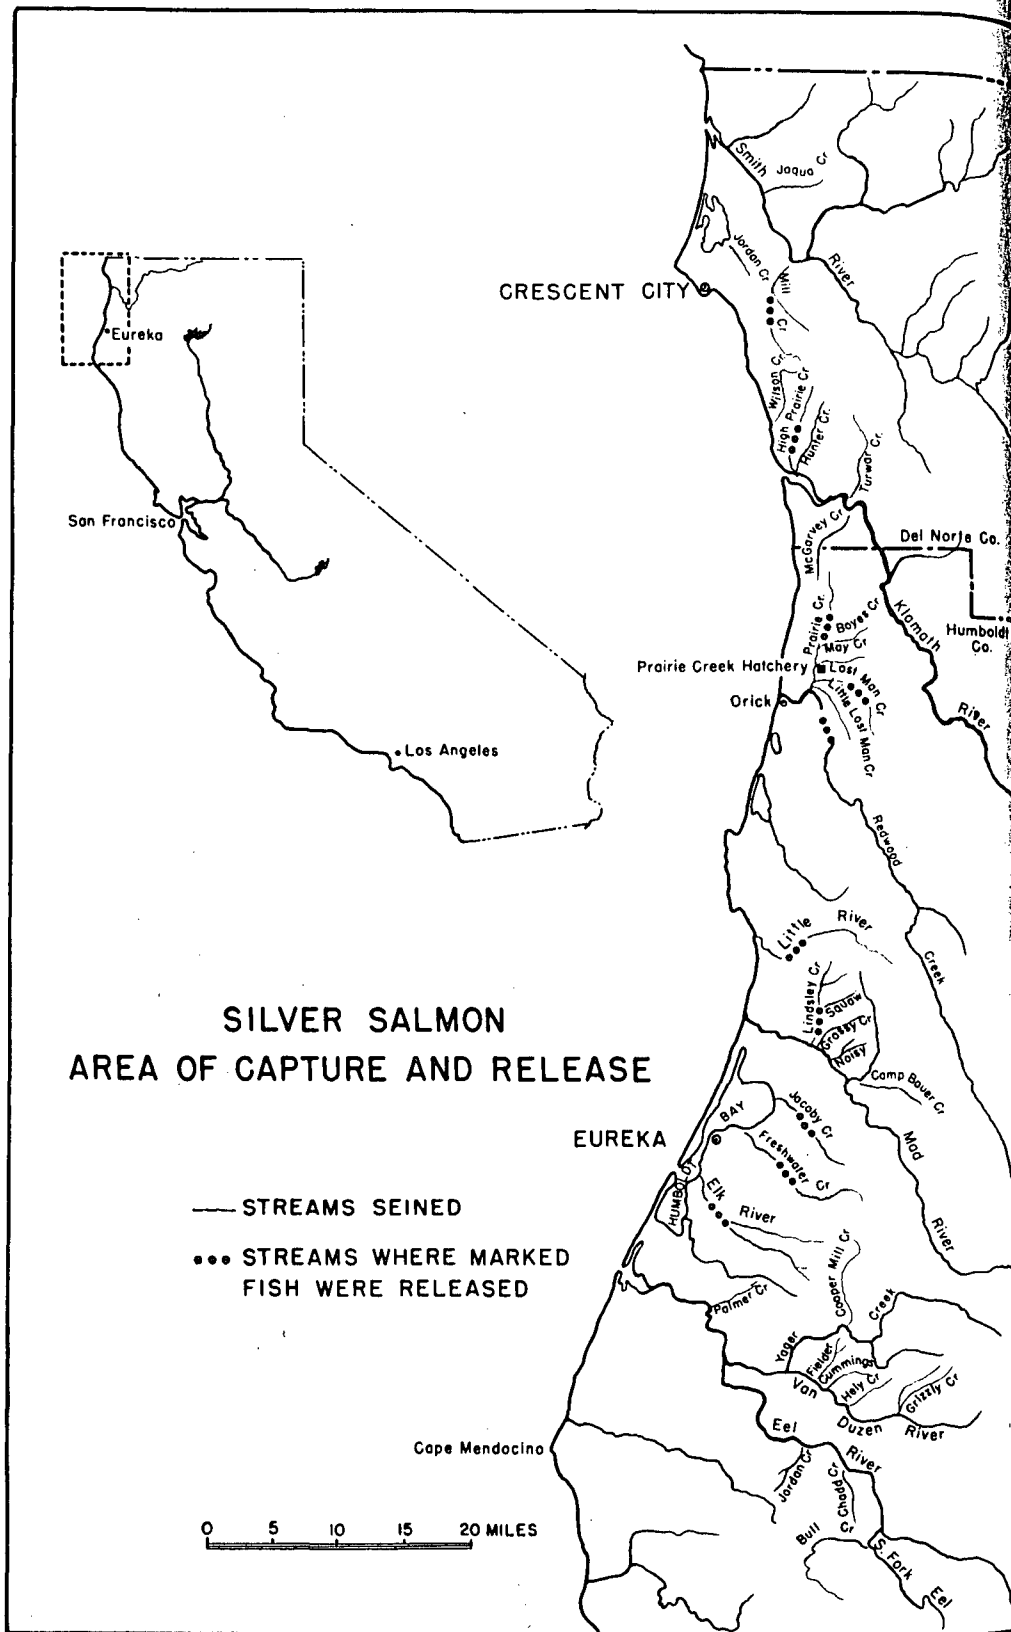 Smith
Jaqua Cr
River
Jordan Cr
Mill
Cr
CRESCENT CITY
Eureka
Wilson Cr
High Prairie Cr
Hunter Cr.
Turwar Cr.
San Francisco
McGarvey Cr
Del Norte Co.
Prairie Cr.
Boyes Cr
May Cr
Klamath
River
Humboldt
Co.
Prairie Creek Hatchery
Lost Man Cr
Little Lost Man Cr
Orick
Los Angeles
Redwood
Creek
Little River
Lindsley Cr
Squaw
Grassy Cr
Noisy
Camp Bauer Cr
SILVER SALMON
AREA OF CAPTURE AND RELEASE
Mad
River
Jacoby Cr
HUMBOLDT BAY
EUREKA
Freshwater Cr
Elk River
STREAMS SEINED
STREAMS WHERE MARKED
FISH WERE RELEASED
Palmer Cr
Cooper Mill Cr
Yager Creek
Fielder
Cummings
Hely Cr
Grizzly Cr
Van Duzen River
Eel River
Cape Mendocino
Jordan Cr
Chadd Cr
Bull Cr
S. Fork Eel
0 5 10 15 20 MILES